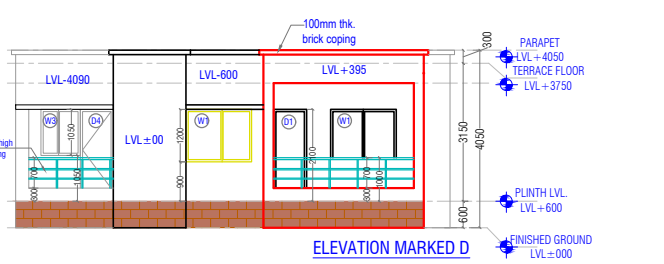 100mm thk.
brick coping
300
PARAPET
LVL+4050
TERRACE FLOOR
LVL+3750
LVL-4090
LVL-600
LVL+395
W3
D4
W1
D1
W1
LVL±00
1050
1200
2100
3150
4050
high
700
1050
900
700
1000
600
600
PLINTH LVL.
LVL+600
FINISHED GROUND
LVL±000
ELEVATION MARKED D